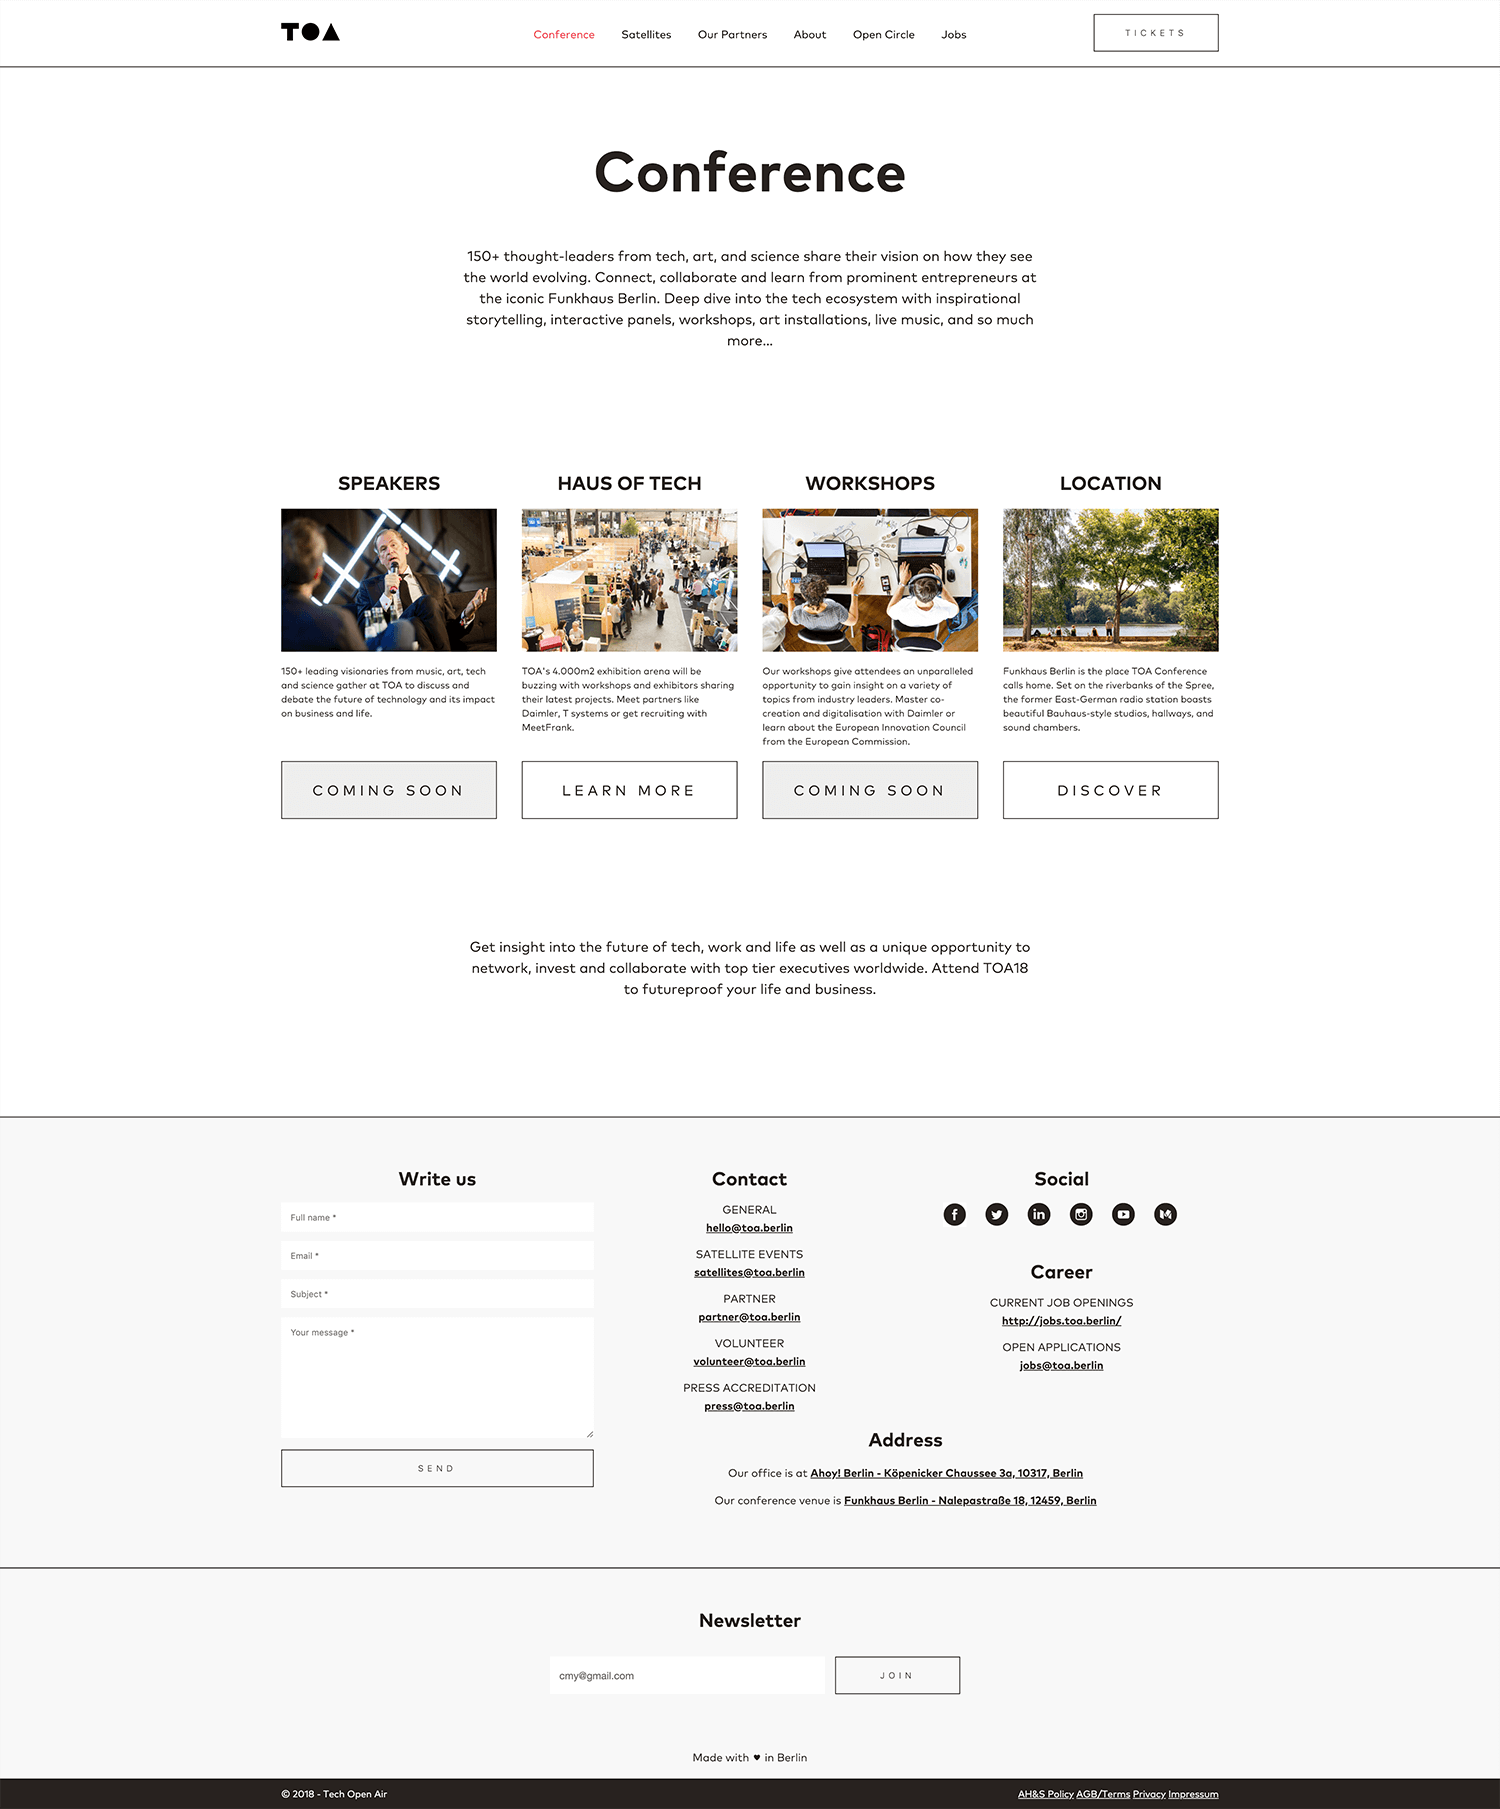 TOA
Conference
Satellites
Our Partners
About
Open Circle
Jobs
TICKETS
Conference
150+ thought-leaders from tech, art, and science share their vision on how they see
the world evolving. Connect, collaborate and learn from prominent entrepreneurs at
the iconic Funkhaus Berlin. Deep dive into the tech ecosystem with inspirational
storytelling, interactive panels, workshops, art installations, live music, and so much
more...
SPEAKERS
150+ leading visionaries from music, art, tech
and science gather at TOA to discuss and
debate the future of technology and its impact
on business and life.
COMING SOON
HAUS OF TECH
TOA's 4.000m2 exhibition arena will be
buzzing with workshops and exhibitors sharing
their latest projects. Meet partners like
Daimler, T systems or get recruiting with
MeetFrank.
LEARN MORE
WORKSHOPS
Our workshops give attendees an unparalleled
opportunity to gain insight on a variety of
topics from industry leaders. Master co-
creation and digitalisation with Daimler or
learn about the European Innovation Council
from the European Commission.
COMING SOON
LOCATION
Funkhaus Berlin is the place TOA Conference
calls home. Set on the riverbanks of the Spree,
the former East-German radio station boasts
beautiful Bauhaus-style studios, hallways, and
sound chambers.
DISCOVER
Get insight into the future of tech, work and life as well as a unique opportunity to
network, invest and collaborate with top tier executives worldwide. Attend TOA18
to futureproof your life and business.
Write us
Full name *
Email *
Subject *
Your message *
SEND
Contact
GENERAL
hello@toa.berlin
SATELLITE EVENTS
satellites@toa.berlin
PARTNER
partner@toa.berlin
VOLUNTEER
volunteer@toa.berlin
PRESS ACCREDITATION
press@toa.berlin
Social
Career
CURRENT JOB OPENINGS
http://jobs.toa.berlin/
OPEN APPLICATIONS
jobs@toa.berlin
Address
Our office is at Ahoy! Berlin - Köpenicker Chaussee 3a, 10317, Berlin
Our conference venue is Funkhaus Berlin - Nalepastraße 18, 12459, Berlin
Newsletter
cmy@gmail.com
JOIN
Made with ♥ in Berlin
© 2018 - Tech Open Air
AH&S Policy AGB/Terms Privacy Impressum